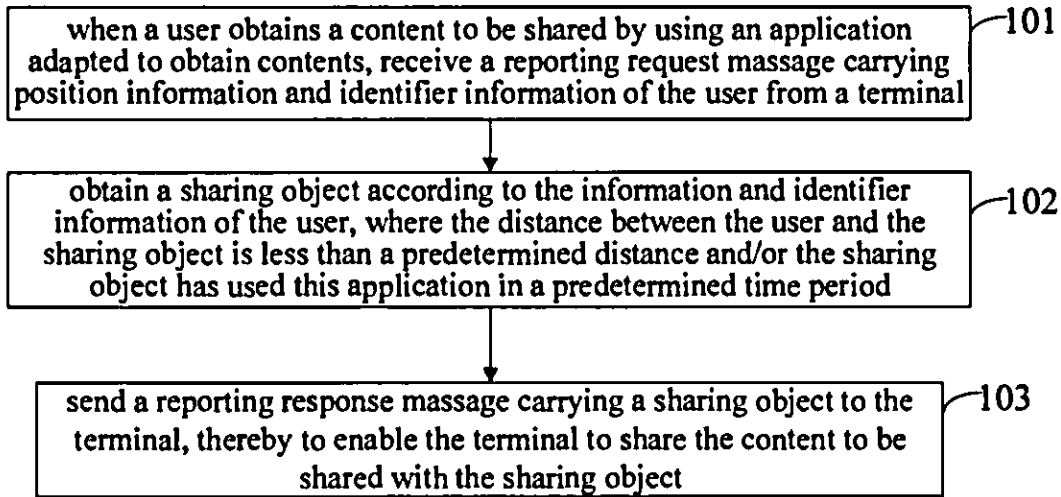 when a user obtains a content to be shared by using an application
adapted to obtain contents, receive a reporting request massage carrying
position information and identifier information of the user from a terminal
101
obtain a sharing object according to the information and identifier
information of the user, where the distance between the user and the
sharing object is less than a predetermined distance and/or the sharing
object has used this application in a predetermined time period
102
send a reporting response massage carrying a sharing object to the
terminal, thereby to enable the terminal to share the content to be
shared with the sharing object
103